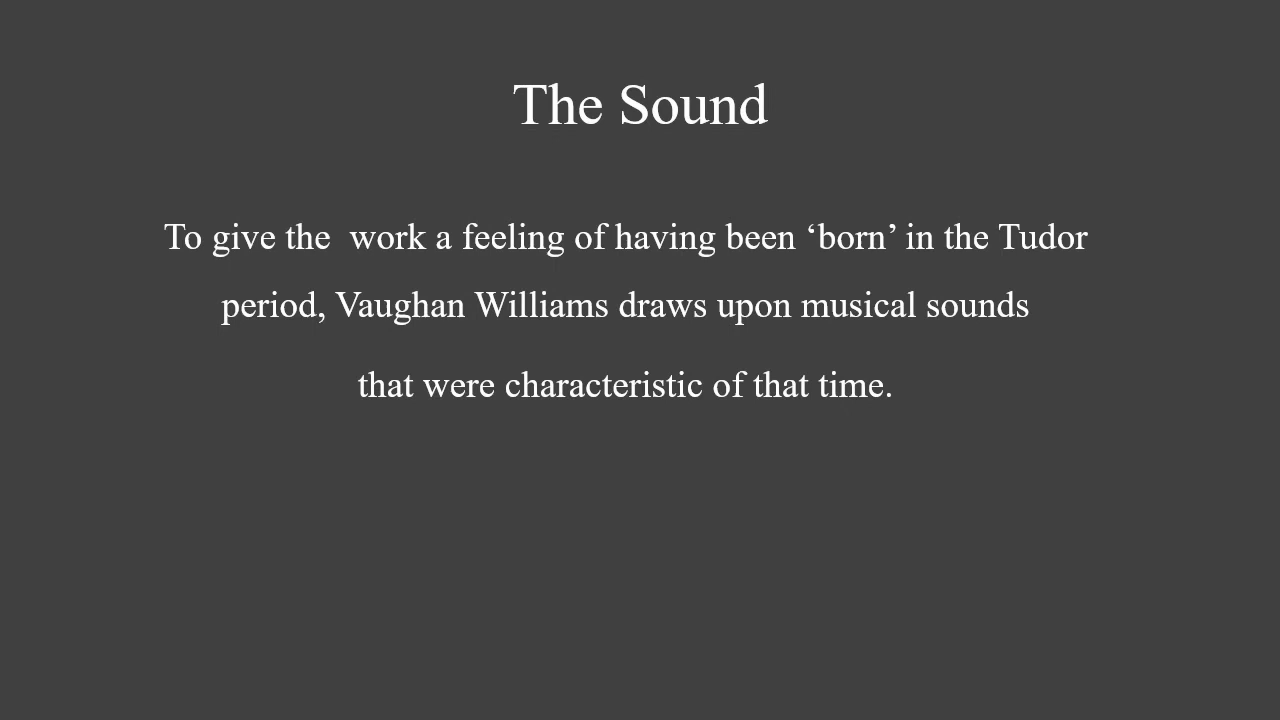 The Sound
To give the  work a feeling of having been ‘born’ in the Tudor
period, Vaughan Williams draws upon musical sounds
that were characteristic of that time.